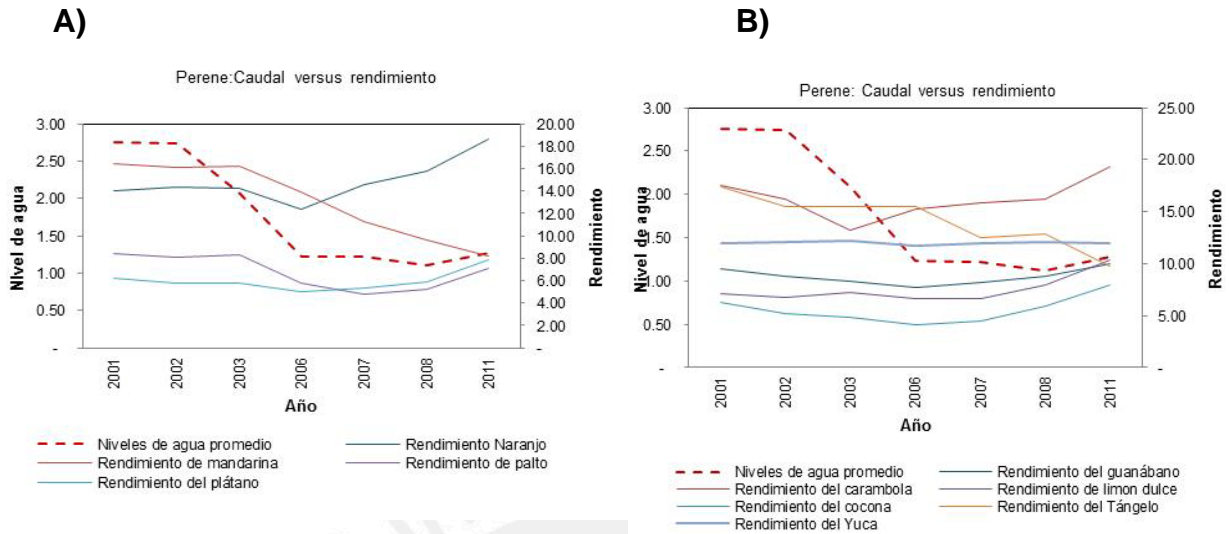 A)
Perene:Caudal versus rendimiento
3.00
2.50
2.00
1.50
1.00
0.50
-
Nivel de agua
20.00
18.00
16.00
14.00
12.00
10.00
8.00
6.00
4.00
2.00
-
Rendimiento
2001
2002
2003
2006
2007
2008
2011
Año
Niveles de agua promedio
Rendimiento Naranjo
Rendimiento de mandarina
Rendimiento de palto
Rendimiento del plátano
B)
Perene: Caudal versus rendimiento
3.00
2.50
2.00
1.50
1.00
0.50
-
Nivel de agua
25.00
20.00
15.00
10.00
5.00
-
Rendimiento
2001
2002
2003
2006
2007
2008
2011
Año
Niveles de agua promedio
Rendimiento del guanábano
Rendimiento del carambola
Rendimiento de limon dulce
Rendimiento del cocona
Rendimiento del Tángelo
Rendimiento del Yuca